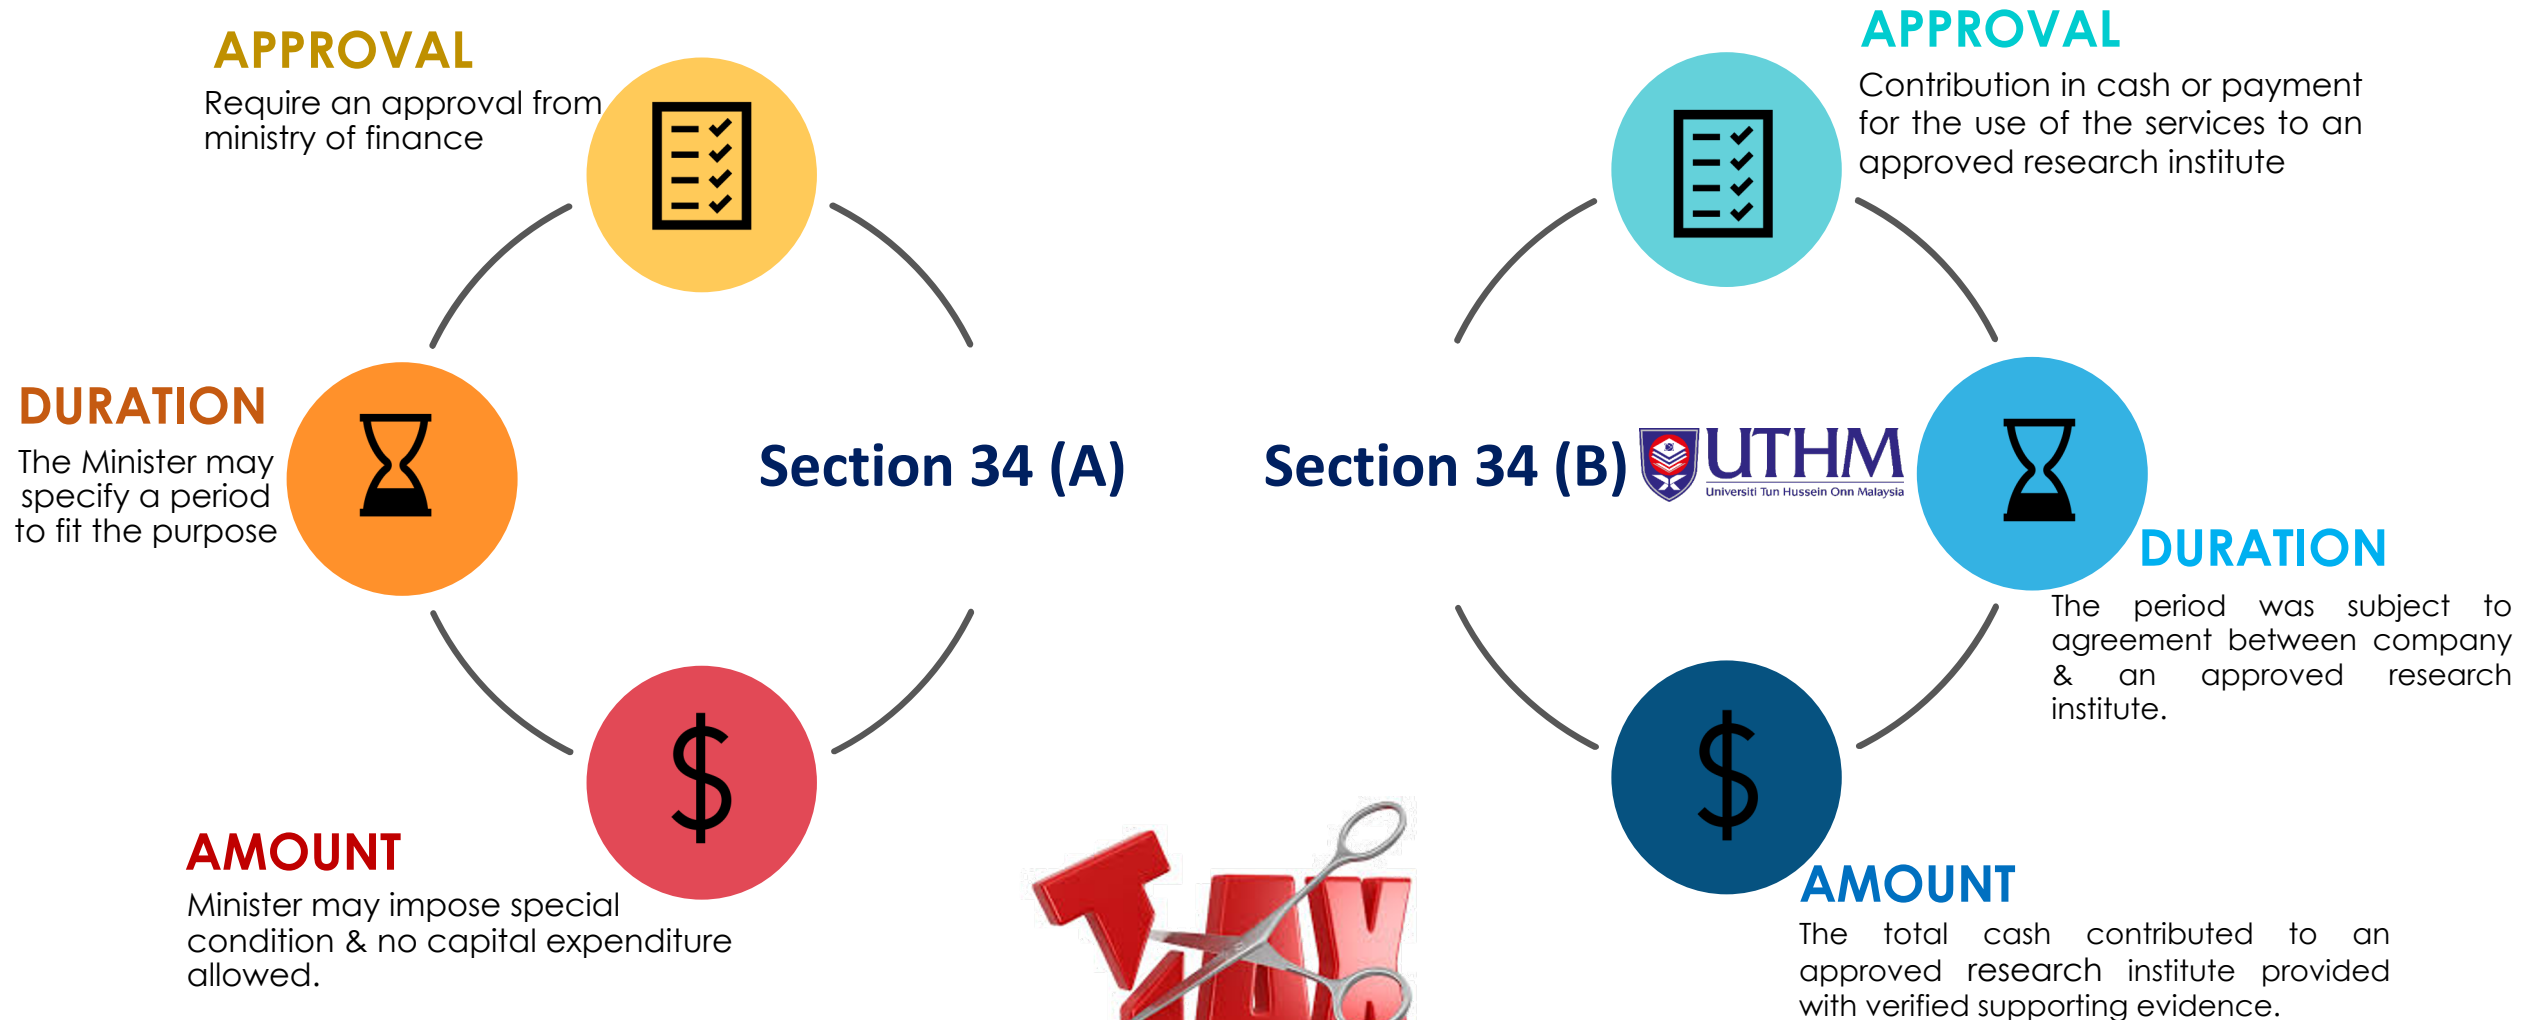 APPROVAL
Require an approval from
ministry of finance
DURATION
The Minister may
specify a period
to fit the purpose
AMOUNT
Minister may impose special
condition & no capital expenditure
allowed.
Section 34 (A)
Section 34 (B)
UTHM
Universiti Tun Hussein Onn Malaysia
APPROVAL
Contribution in cash or payment
for the use of the services to an
approved research institute
DURATION
The period was subject to
agreement between company
& an approved research
institute.
AMOUNT
The total cash contributed to an
approved research institute provided
with verified supporting evidence.
TAX